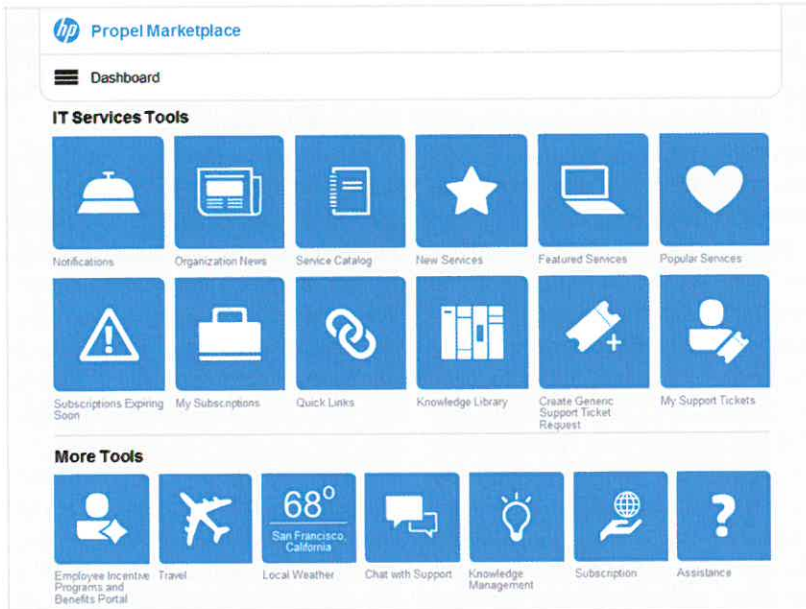 hp Propel Marketplace
Dashboard
IT Services Tools
Notifications
Organization News
Service Catalog
New Services
Featured Services
Popular Services
Subscriptions Expiring
Soon
My Subscriptions
Quick Links
Knowledge Library
Create Generic
Support Ticket
Request
My Support Tickets
More Tools
Employee Incentive
Programs and
Benefits Portal
Travel
68°
San Francisco,
California
Local Weather
Chat with Support
Knowledge
Management
Subscription
?
Assistance